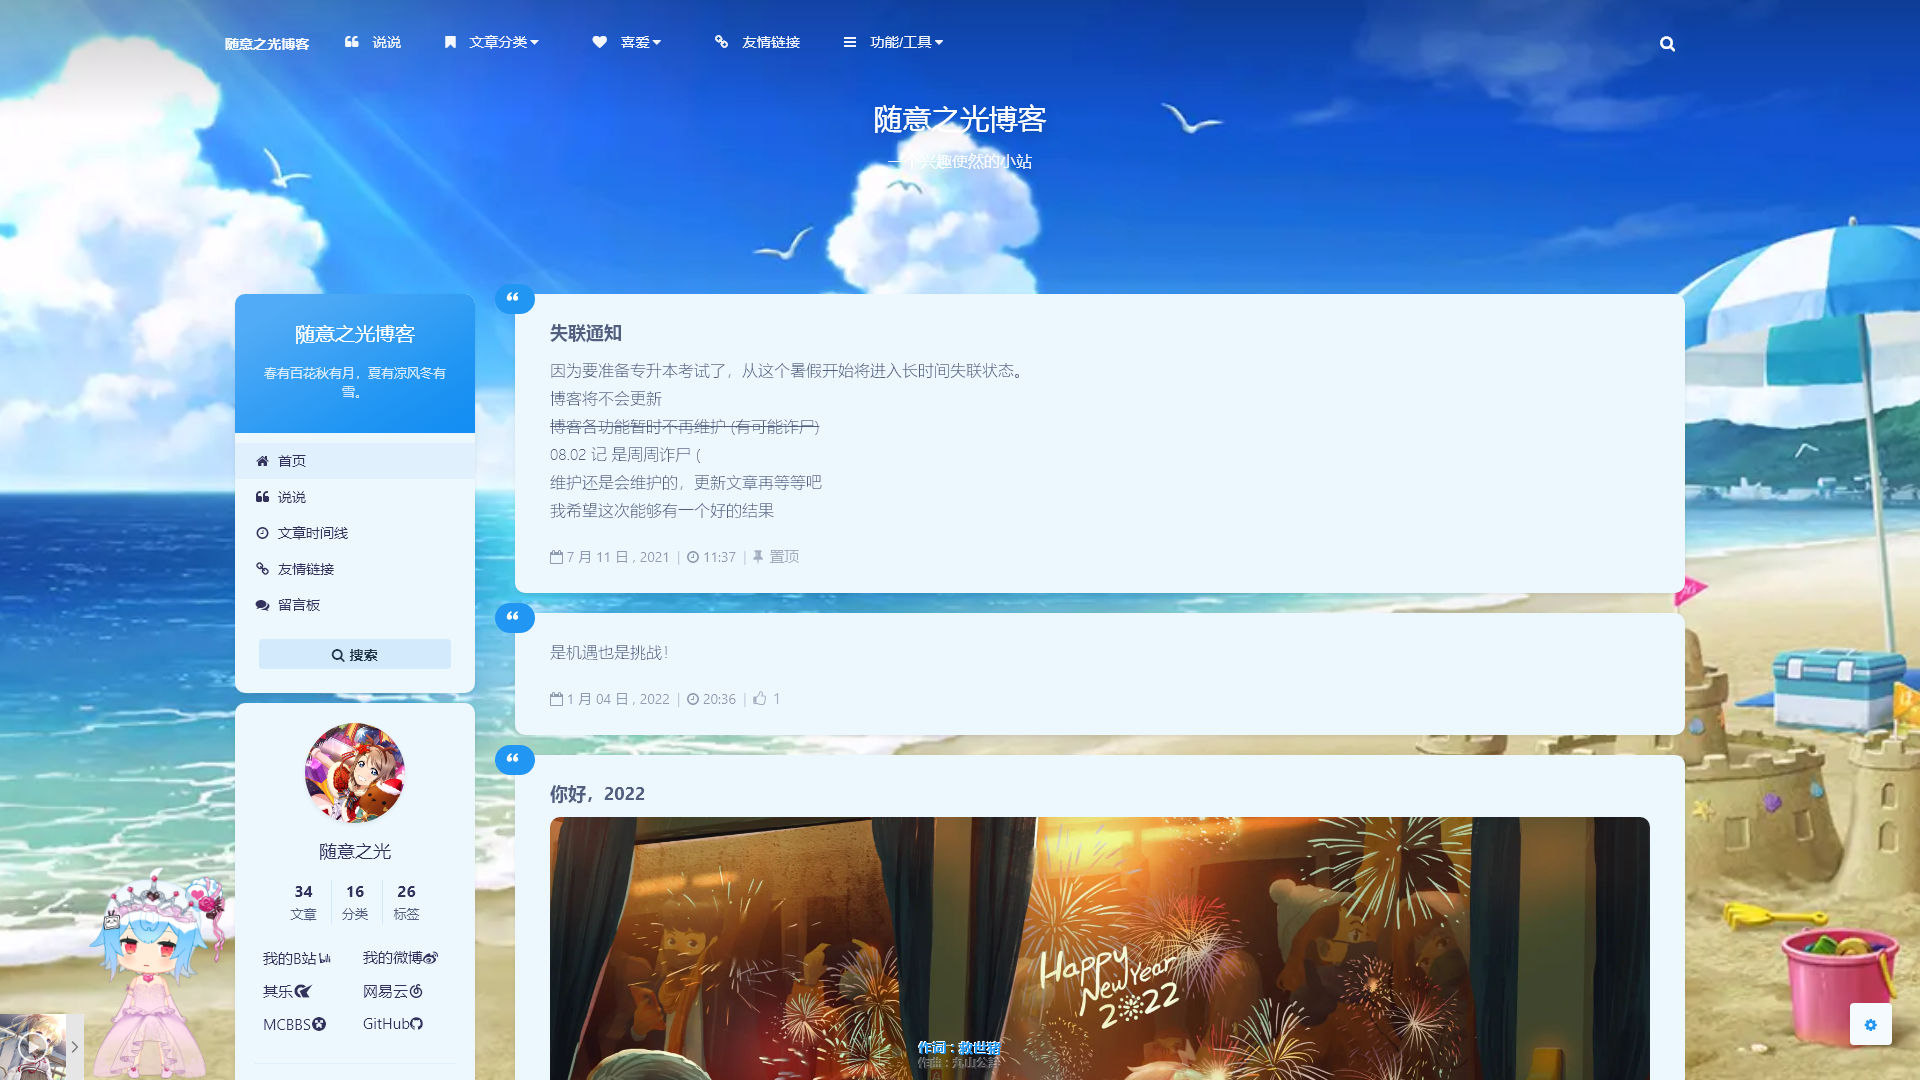 随意之光博客
说说
文章分类
喜爱
友情链接
功能/工具
随意之光博客
一个兴趣使然的小站
随意之光博客
春有百花秋有月，夏有凉风冬有
雪。
首页
说说
文章时间线
友情链接
留言板
搜索
随意之光
34 16 26
文章 分类 标签
我的B站 我的微博
其乐 网易云
MCBBS GitHub
失联通知
因为要准备专升本考试了，从这个暑假开始将进入长时间失联状态。
博客将不会更新
博客各功能暂时不再维护 (有可能诈尸)
08.02 记 是周周诈尸 (
维护还是会维护的，更新文章再等等吧
我希望这次能够有一个好的结果
7 月 11 日 , 2021 | 11:37 | 置顶
是机遇也是挑战！
1 月 04 日 , 2022 | 20:36 | 1
你好，2022
Happy
New Year
2022
作词 : 救世猪